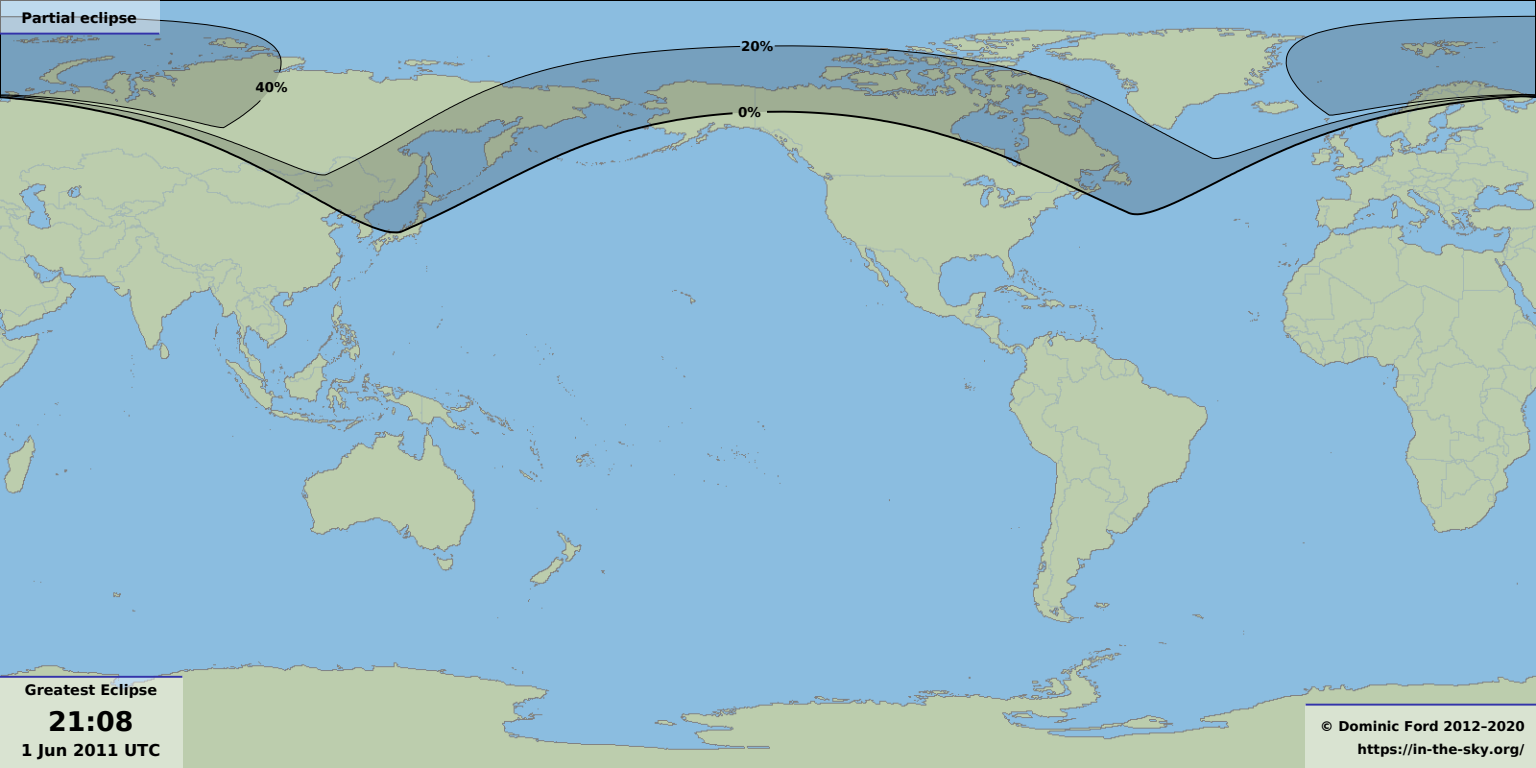 Partial eclipse
20%
40%
0%
Greatest Eclipse
21:08
1 Jun 2011 UTC
© Dominic Ford 2012–2020
https://in-the-sky.org/